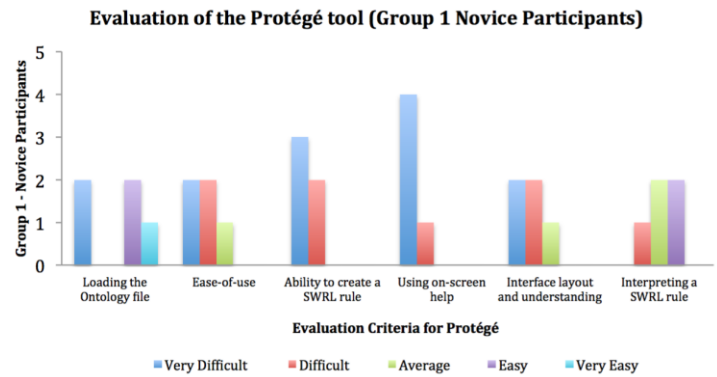 Evaluation of the Protégé tool (Group 1 Novice Participants)
Group 1 - Novice Participants
5
4
3
2
1
0
Loading the Ontology file
Ease-of-use
Ability to create a SWRL rule
Using on-screen help
Interface layout and understanding
Interpreting a SWRL rule
Evaluation Criteria for Protégé
Very Difficult Difficult Average Easy Very Easy